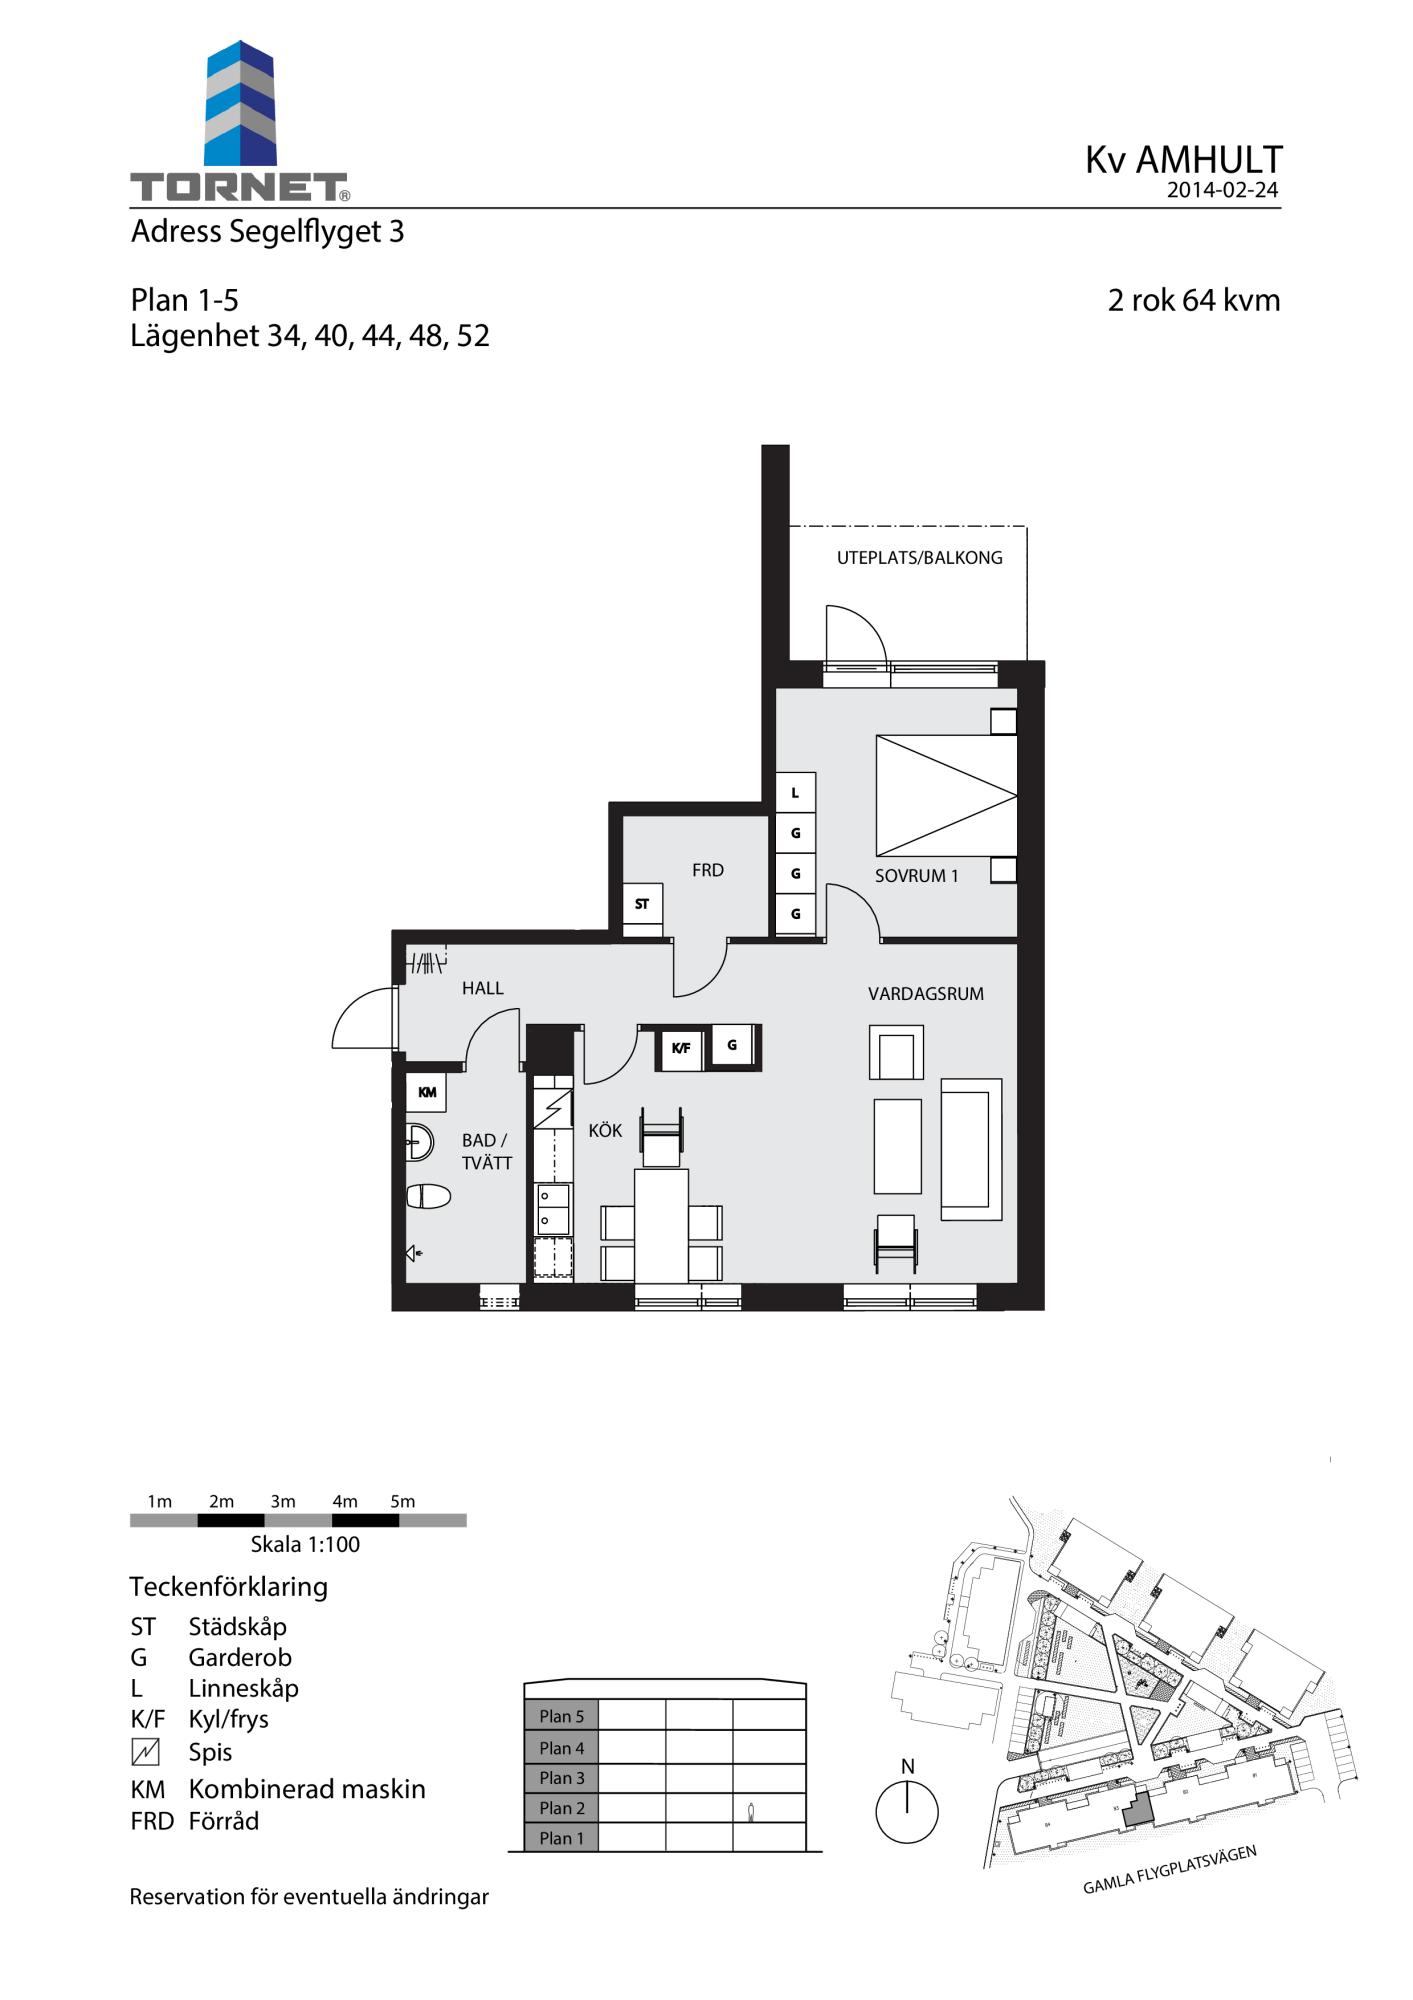 TORNET®
Kv AMHULT
2014-02-24
Adress Segelflyget 3
Plan 1-5
2 rok 64 kvm
Lägenhet 34, 40, 44, 48, 52
UTEPLATS/BALKONG
L
G
G
G
SOVRUM 1
FRD
ST
HALL
VARDAGSRUM
K/F
G
KM
KÖK
BAD /
TVÄTT
1m 2m 3m 4m 5m
Skala 1:100
Teckenförklaring
ST Städskåp
G Garderob
L Linneskåp
K/F Kyl/frys
Spis
KM Kombinerad maskin
FRD Förråd
Plan 5
Plan 4
Plan 3
Plan 2
Plan 1
N
GAMLA FLYGPLATSVÄGEN
Reservation för eventuella ändringar